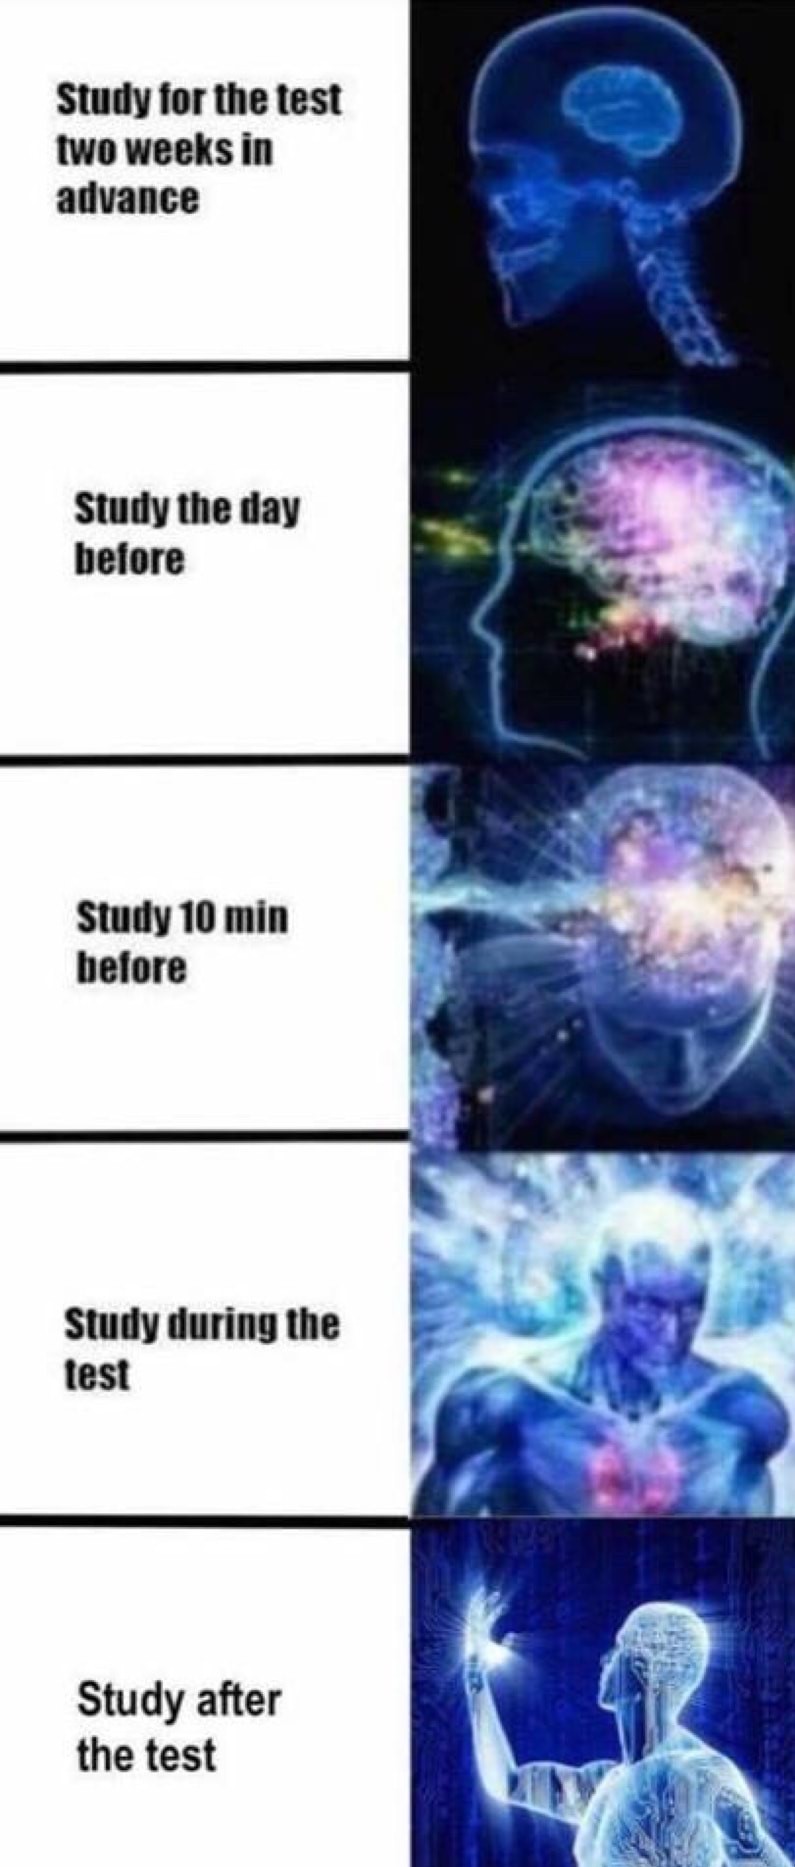 Study for the test
two weeks in
advance
Study the day
before
Study 10 min
before
Study during the
test
Study after
the test